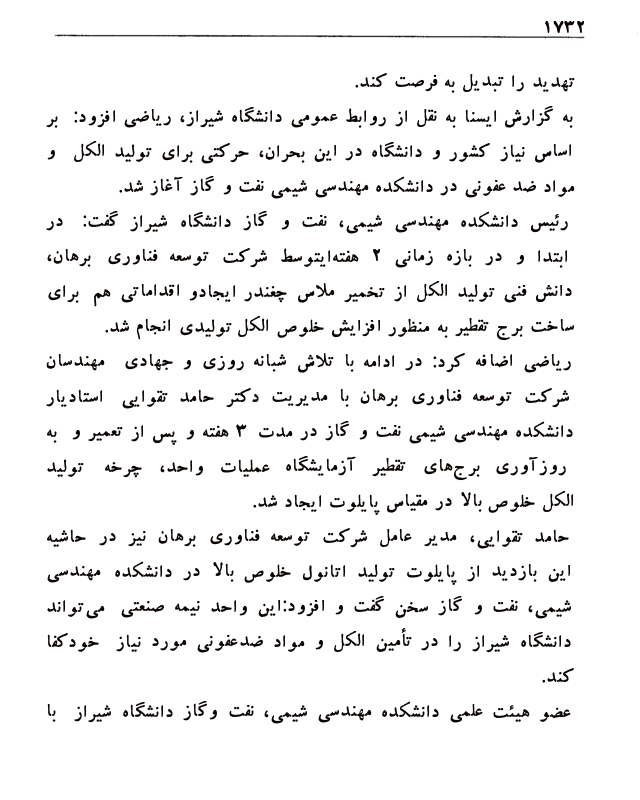 ۱۷۳۲
تهدید را تبدیل به فرصت کند.
به گزارش ایسنا به نقل از روابط عمومی دانشگاه شیراز، ریاضی افزود: بر
اساس نیاز کشور و دانشگاه در این بحران، حرکتی برای تولید الکل و
مواد ضد عفونی در دانشکده مهندسی شیمی نفت و گاز آغاز شد.
رئیس دانشکده مهندسی شیمی، نفت و گاز دانشگاه شیراز گفت: در
ابتدا و در بازه زمانی ۲ هفته‌ایتوسط شرکت توسعه فناوری برهان،
دانش فنی تولید الکل از تخمیر ملاس چغندر ایجادو اقداماتی هم برای
ساخت برج تقطیر به منظور افزایش خلوص الکل تولیدی انجام شد.
ریاضی اضافه کرد: در ادامه با تلاش شبانه روزی و جهادی مهندسان
شرکت توسعه فناوری برهان با مدیریت دکتر حامد تقوایی استادیار
دانشکده مهندسی شیمی نفت و گاز در مدت ۳ هفته و پس از تعمیر و به
روزآوری برج‌های تقطیر آزمایشگاه عملیات واحد، چرخه تولید
الکل خلوص بالا در مقیاس پایلوت ایجاد شد.
حامد تقوایی، مدیر عامل شرکت توسعه فناوری برهان نیز در حاشیه
این بازدید از پایلوت تولید اتانول خلوص بالا در دانشکده مهندسی
شیمی، نفت و گاز سخن گفت و افزود:این واحد نیمه صنعتی می‌تواند
دانشگاه شیراز را در تأمین الکل و مواد ضدعفونی مورد نیاز خودکفا
کند.
عضو هیئت علمی دانشکده مهندسی شیمی، نفت وگاز دانشگاه شیراز با